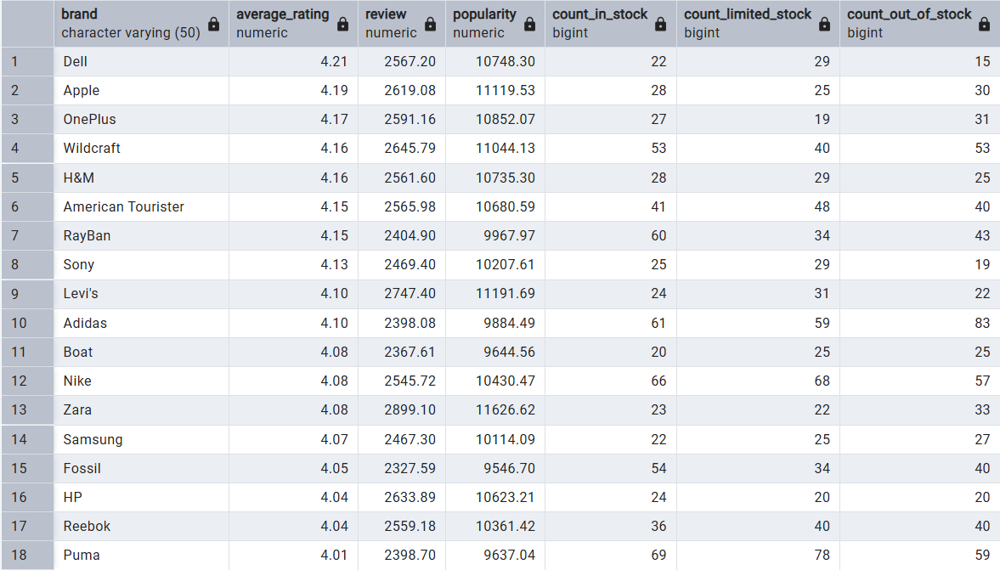 brand average_rating review popularity count_in_stock count_limited_stock count_out_of_stock
character varying (50) numeric numeric numeric bigint bigint bigint
1 Dell 4.21 2567.20 10748.30 22 29 15
2 Apple 4.19 2619.08 11119.53 28 25 30
3 OnePlus 4.17 2591.16 10852.07 27 19 31
4 Wildcraft 4.16 2645.79 11044.13 53 40 53
5 H&M 4.16 2561.60 10735.30 28 29 25
6 American Tourister 4.15 2565.98 10680.59 41 48 40
7 RayBan 4.15 2404.90 9967.97 60 34 43
8 Sony 4.13 2469.40 10207.61 25 29 19
9 Levi's 4.10 2747.40 11191.69 24 31 22
10 Adidas 4.10 2398.08 9884.49 61 59 83
11 Boat 4.08 2367.61 9644.56 20 25 25
12 Nike 4.08 2545.72 10430.47 66 68 57
13 Zara 4.08 2899.10 11626.62 23 22 33
14 Samsung 4.07 2467.30 10114.09 22 25 27
15 Fossil 4.05 2327.59 9546.70 54 34 40
16 HP 4.04 2633.89 10623.21 24 20 20
17 Reebok 4.04 2559.18 10361.42 36 40 40
18 Puma 4.01 2398.70 9637.04 69 78 59